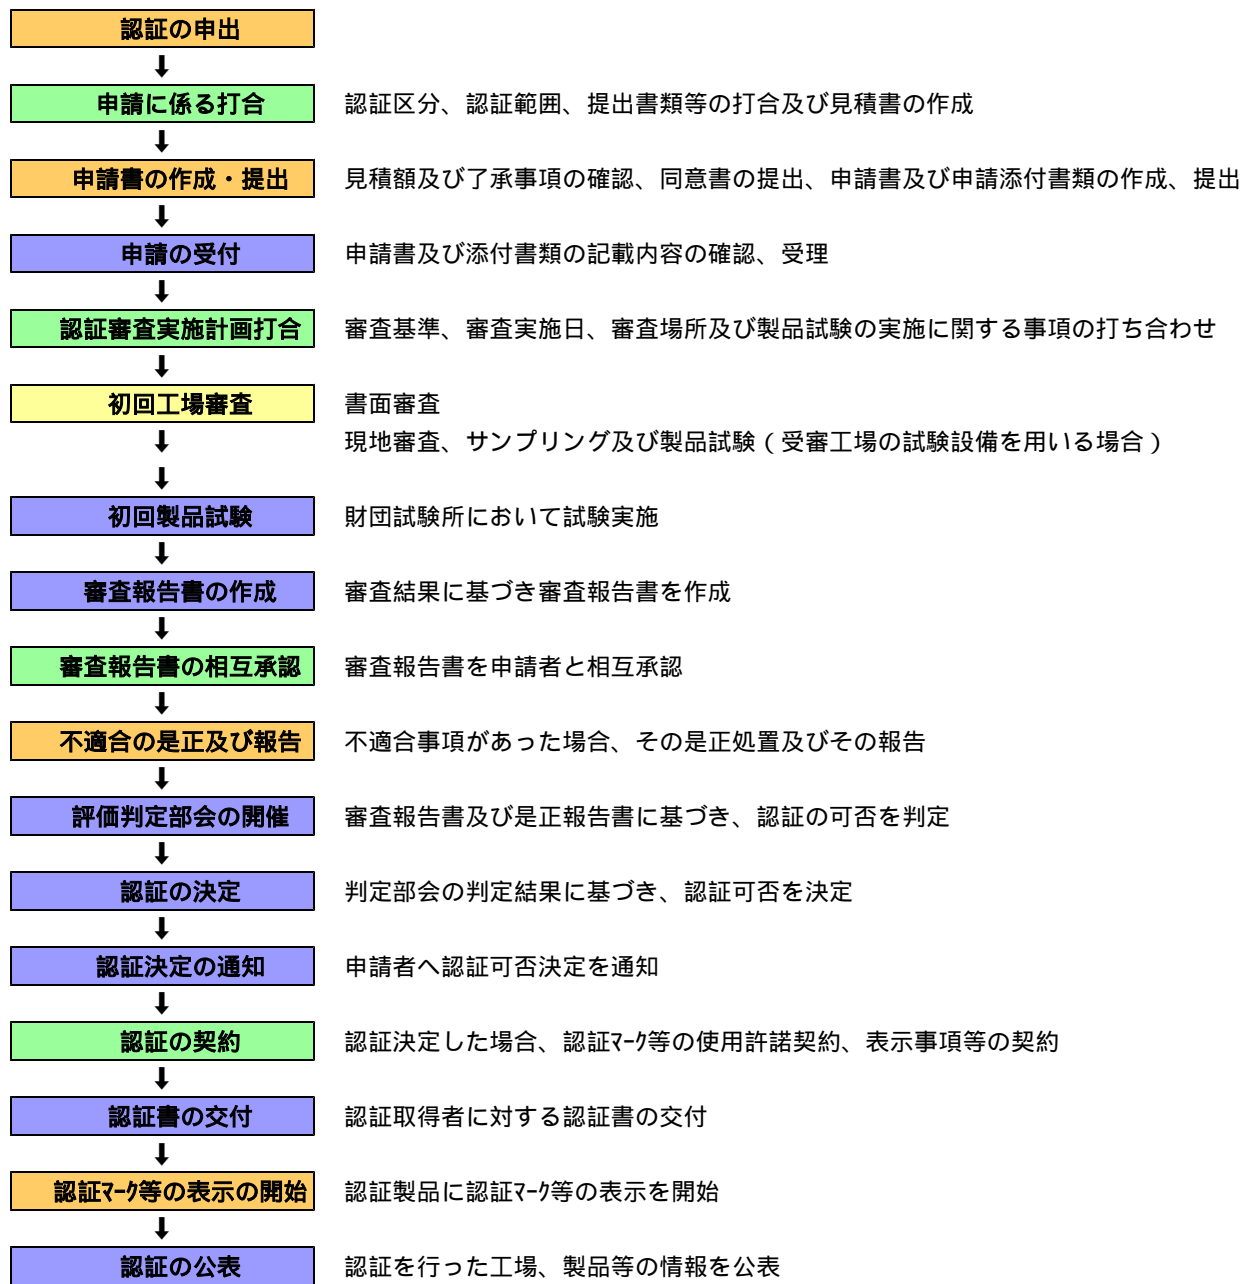 認証の申出
申請に係る打合 認証区分、認証範囲、提出書類等の打合及び見積書の作成
申請書の作成・提出 見積額及び了承事項の確認、同意書の提出、申請書及び申請添付書類の作成、提出
申請の受付 申請書及び添付書類の記載内容の確認、受理
認証審査実施計画打合 審査基準、審査実施日、審査場所及び製品試験の実施に関する事項の打ち合わせ
初回工場審査 書面審査
現地審査、サンプリング及び製品試験（受審工場の試験設備を用いる場合）
初回製品試験 財団試験所において試験実施
審査報告書の作成 審査結果に基づき審査報告書を作成
審査報告書の相互承認 審査報告書を申請者と相互承認
不適合の是正及び報告 不適合事項があった場合、その是正処置及びその報告
評価判定部会の開催 審査報告書及び是正報告書に基づき、認証の可否を判定
認証の決定 判定部会の判定結果に基づき、認証可否を決定
認証決定の通知 申請者へ認証可否決定を通知
認証の契約 認証決定した場合、認証ﾏｰｸ等の使用許諾契約、表示事項等の契約
認証書の交付 認証取得者に対する認証書の交付
認証ﾏｰｸ等の表示の開始 認証製品に認証ﾏｰｸ等の表示を開始
認証の公表 認証を行った工場、製品等の情報を公表